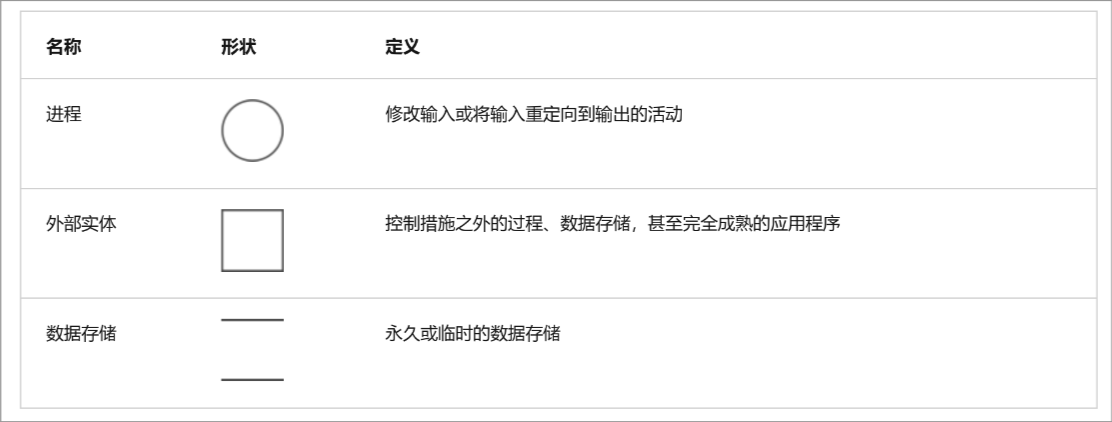 名称 形状 定义
进程 修改输入或将输入重定向到输出的活动
外部实体 控制措施之外的过程、数据存储，甚至完全成熟的应用程序
数据存储 永久或临时的数据存储